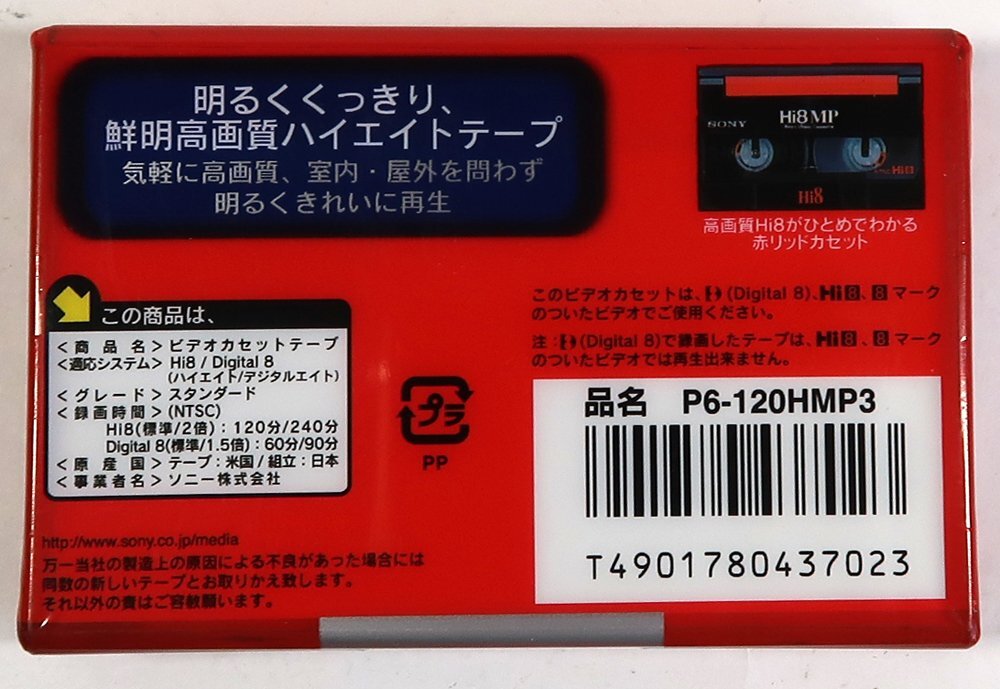 明るくくっきり、
鮮明高画質ハイエイトテープ
気軽に高画質、室内・屋外を問わず
明るくきれいに再生
SONY
Hi8 MP
Hi8
Hi8
高画質Hi8がひとめでわかる
赤リッドカセット
この商品は、
<商品名>ビデオカセットテープ
<適応システム>Hi8 / Digital 8
(ハイエイト/デジタルエイト)
<グレード>スタンダード
<録画時間>(NTSC)
Hi8(標準/2倍):120分/240分
Digital 8(標準/1.5倍):60分/90分
<原産国>テープ:米国/組立:日本
<事業者名>ソニー株式会社
プラ
PP
このビデオカセットは、(Digital 8)、Hi8、8マーク
のついたビデオでご使用ください。
注:(Digital 8)で録画したテープは、Hi8、8マーク
のついたビデオでは再生出来ません。
品名 P6-120HMP3
T4901780437023
http://www.sony.co.jp/media
万一当社の製造上の原因による不良があった場合には
同数の新しいテープとお取りかえ致します。
それ以外の責はご容赦願います。